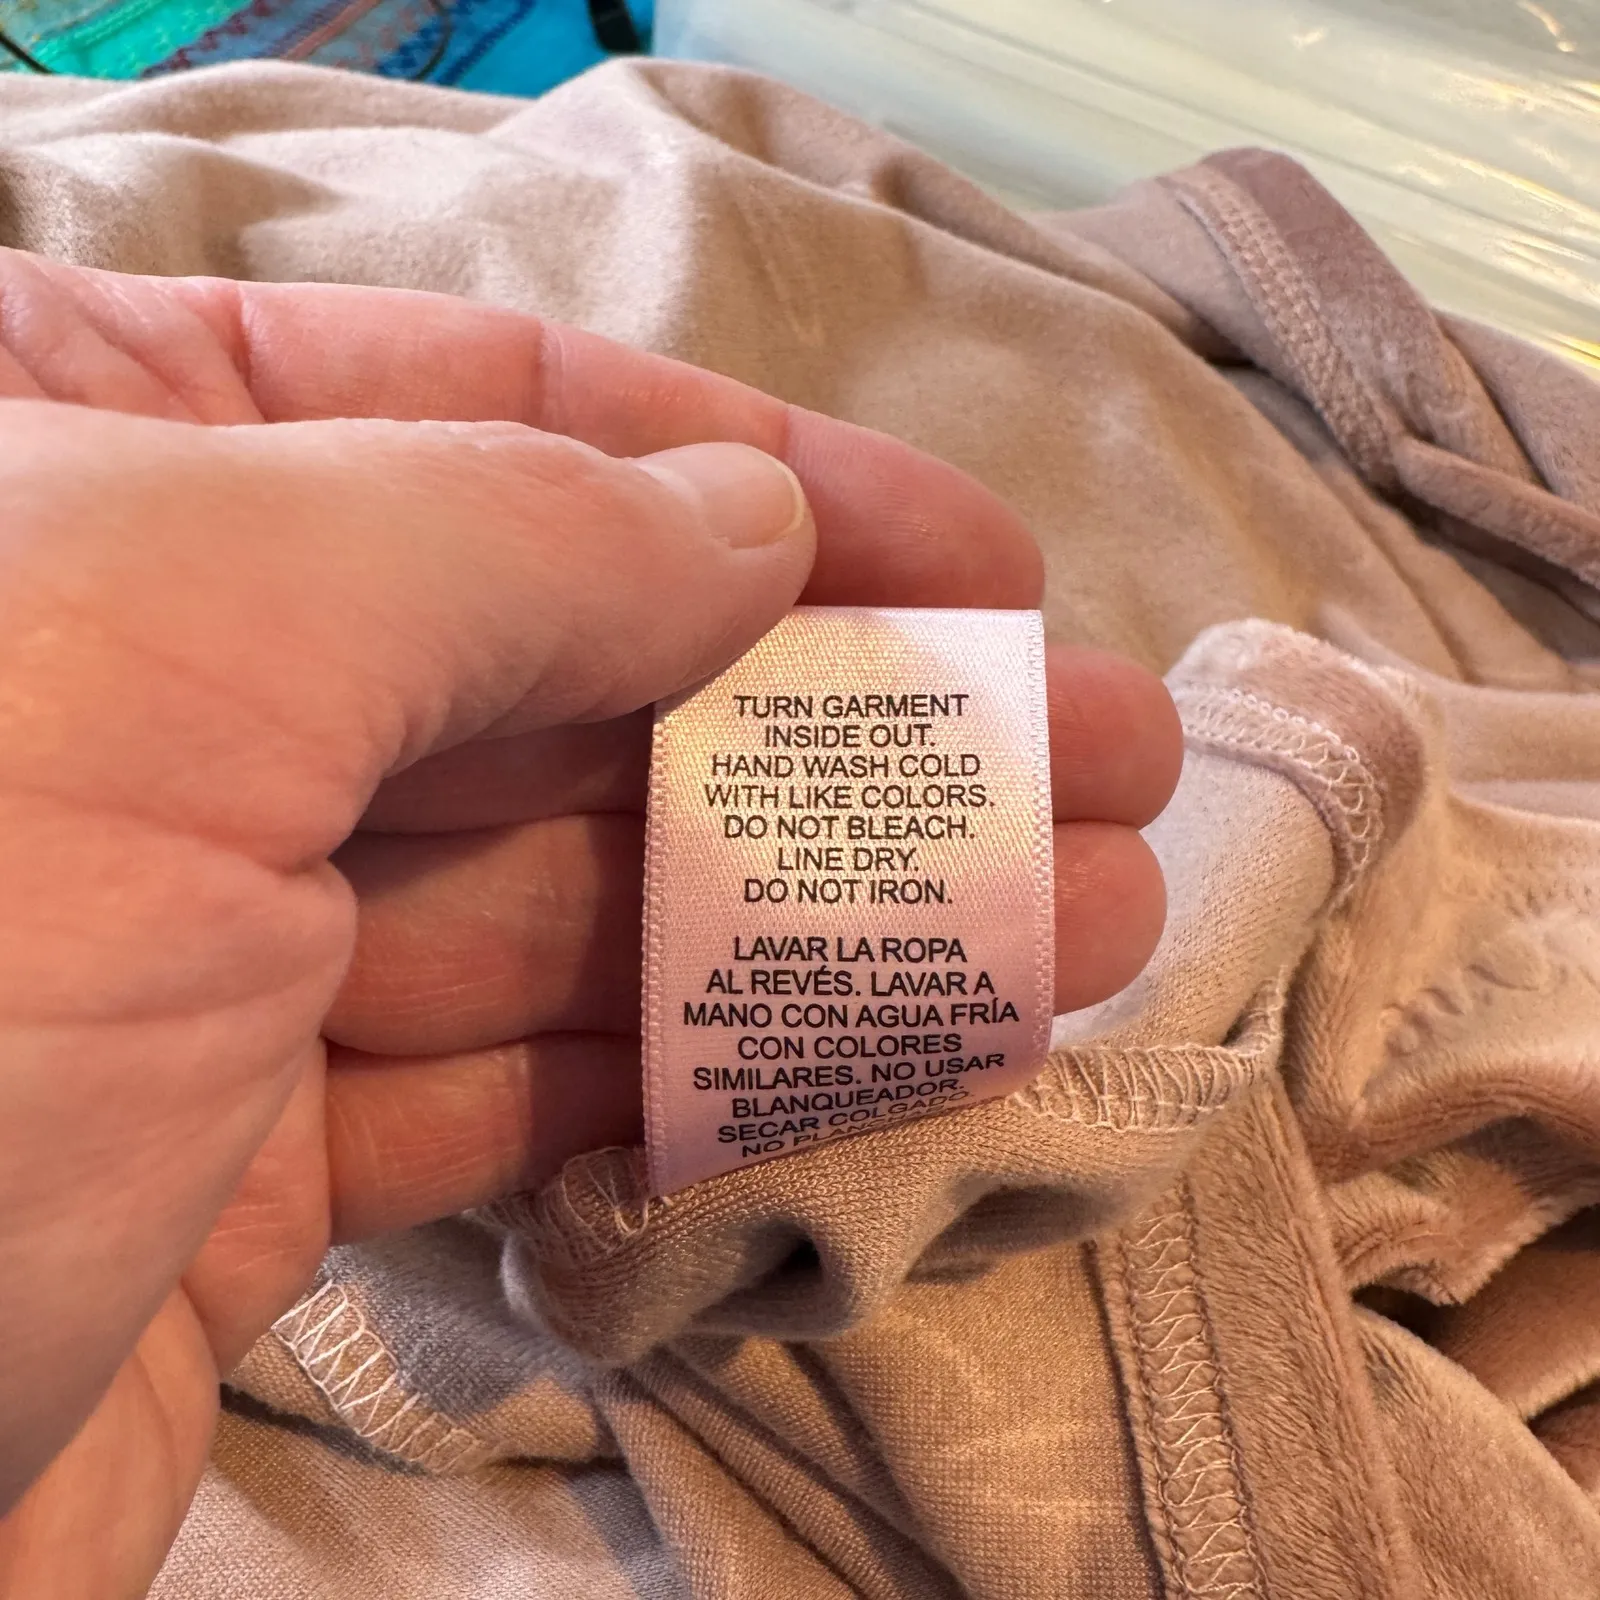 TURN GARMENT
INSIDE OUT.
HAND WASH COLD
WITH LIKE COLORS.
DO NOT BLEACH.
LINE DRY.
DO NOT IRON.
LAVAR LA ROPA
AL REVÉS. LAVAR A
MANO CON AGUA FRÍA
CON COLORES
SIMILARES. NO USAR
BLANQUEADOR.
SECAR COLGADO.
NO